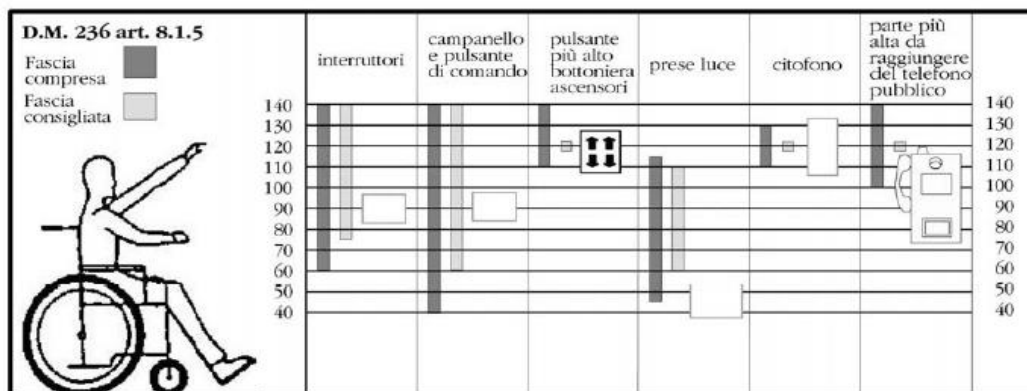 D.M. 236 art. 8.1.5
Fascia
compresa
Fascia
consigliata
interruttori
campanello
e pulsante
di comando
pulsante
più alto
bottoniera
ascensori
prese luce
citofono
parte più
alta da
raggiungere
del telefono
pubblico
140
130
120
110
100
90
80
70
60
50
40
140
130
120
110
100
90
80
70
60
50
40